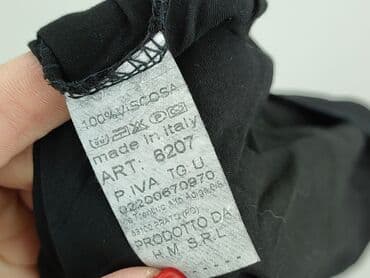 100% VISCOSA
made in italy
ART. 8207
P.IVA TG U
02200670970
PRODOTTO DA
H.M. S.R.L.